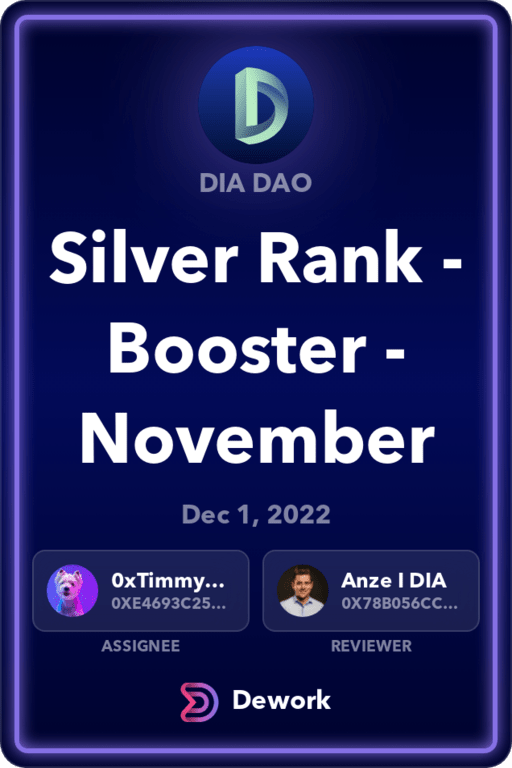 DIA DAO
Silver Rank -
Booster -
November
Dec 1, 2022
0xTimmy...
0XE4693C25...
ASSIGNEE
Anze I DIA
0X78B056CC...
REVIEWER
Dework